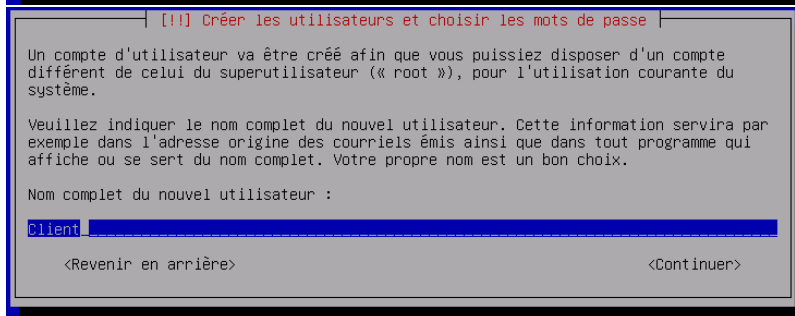 [!!] Créer les utilisateurs et choisir les mots de passe
Un compte d'utilisateur va être créé afin que vous puissiez disposer d'un compte
différent de celui du superutilisateur (« root »), pour l'utilisation courante du
système.
Veuillez indiquer le nom complet du nouvel utilisateur. Cette information servira par
exemple dans l'adresse origine des courriels émis ainsi que dans tout programme qui
affiche ou se sert du nom complet. Votre propre nom est un bon choix.
Nom complet du nouvel utilisateur :
Client
<Revenir en arrière> <Continuer>